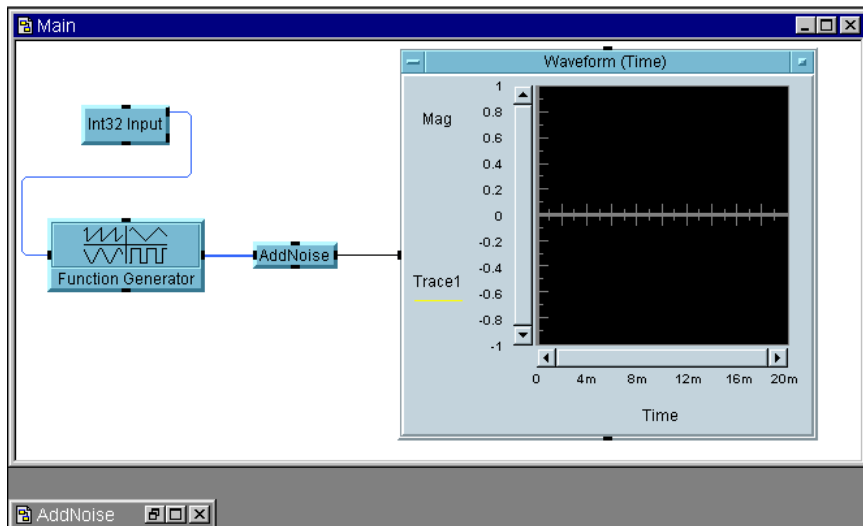 Main
Waveform (Time)
Int32 Input
Mag
1
0.8
0.6
0.4
0.2
0
-0.2
-0.4
-0.6
-0.8
-1
Function Generator
AddNoise
Trace1
0 4m 8m 12m 16m 20m
Time
AddNoise